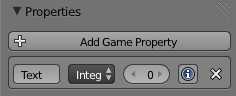 Properties
Add Game Property
Text Integ 0